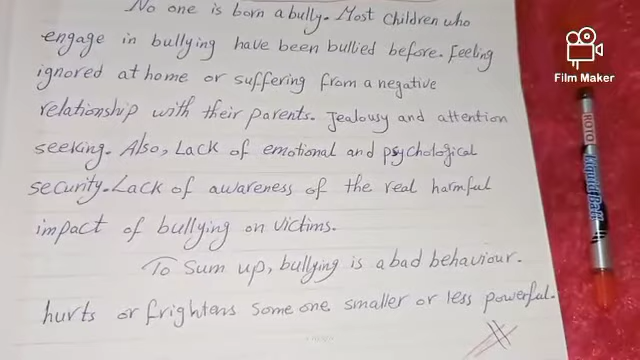 No one is born a bully. Most children who
engage in bullying have been bullied before. Feeling
ignored at home or suffering from a negative
relationship with their parents. Jealousy and attention
seeking. Also, Lack of emotional and psychological
security. Lack of awareness of the real harmful
impact of bullying on victims.
To sum up, bullying is a bad behaviour.
hurts or frightens some one smaller or less powerful.
Film Maker
ROTO
Liquid Ball